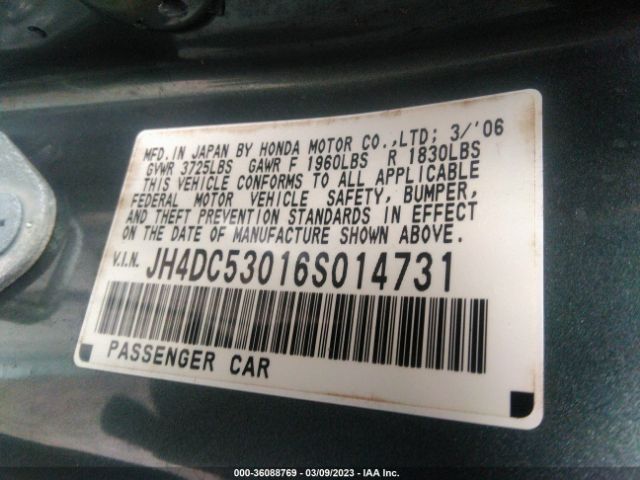 MFD. IN JAPAN BY HONDA MOTOR CO.,LTD; 3/'06
GVWR 3725LBS GAWR F 1960LBS R 1830LBS
THIS VEHICLE CONFORMS TO ALL APPLICABLE
FEDERAL MOTOR VEHICLE SAFETY, BUMPER,
AND THEFT PREVENTION STANDARDS IN EFFECT
ON THE DATE OF MANUFACTURE SHOWN ABOVE.
V.I.N. JH4DC53016S014731
PASSENGER CAR
000-36088769 - 03/09/2023 - IAA Inc.